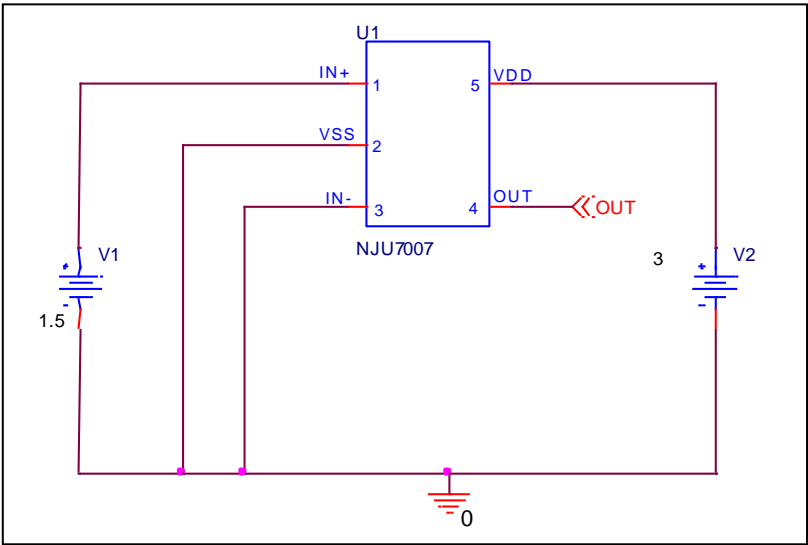 U1
IN+
1
5
VDD
VSS
2
IN-
3
4
OUT
OUT
NJU7007
+
V1
-
1.5
3
+
V2
-
0